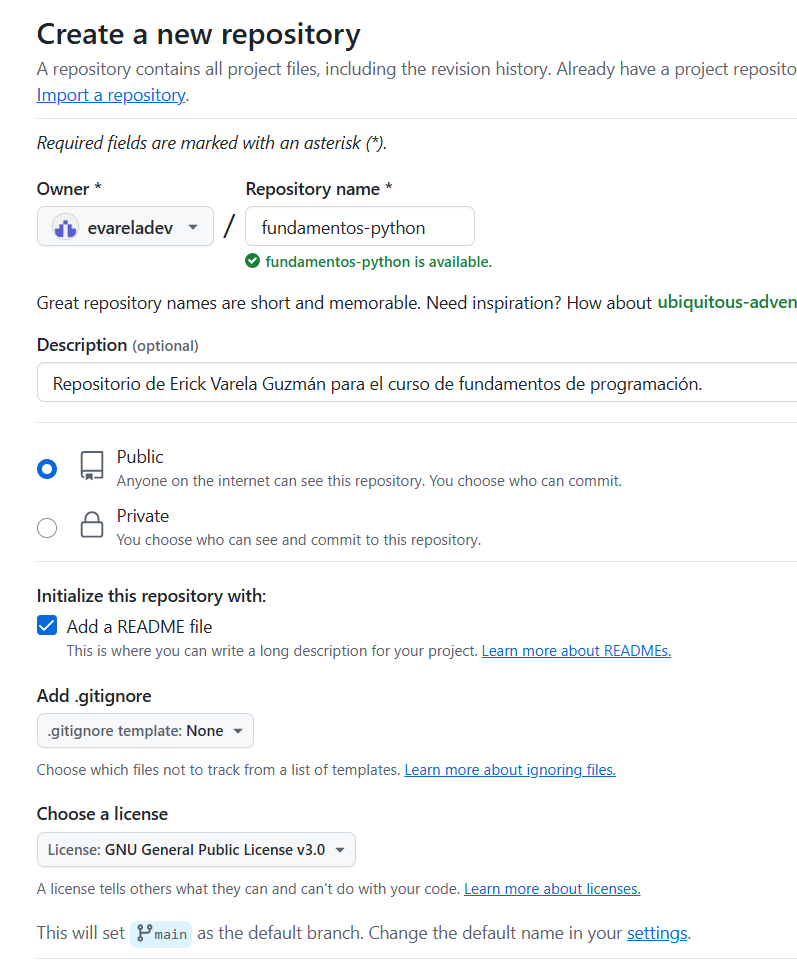 Create a new repository
A repository contains all project files, including the revision history. Already have a project
Import a repository.
Required fields are marked with an asterisk (*).
Owner * Repository name *
evareladev / fundamentos-python
fundamentos-python is available.
Great repository names are short and memorable. Need inspiration? How about
Description (optional)
Repositorio de Erick Varela Guzmán para el curso de fundamentos de programación.
Public
Anyone on the internet can see this repository. You choose who can commit.
Private
You choose who can see and commit to this repository.
Initialize this repository with:
Add a README file
This is where you can write a long description for your project. Learn more about READMEs.
Add .gitignore
.gitignore template: None
Choose which files not to track from a list of templates. Learn more about ignoring files.
Choose a license
License: GNU General Public License v3.0
A license tells others what they can and can't do with your code. Learn more about licenses.
This will set main as the default branch. Change the default name in your settings.